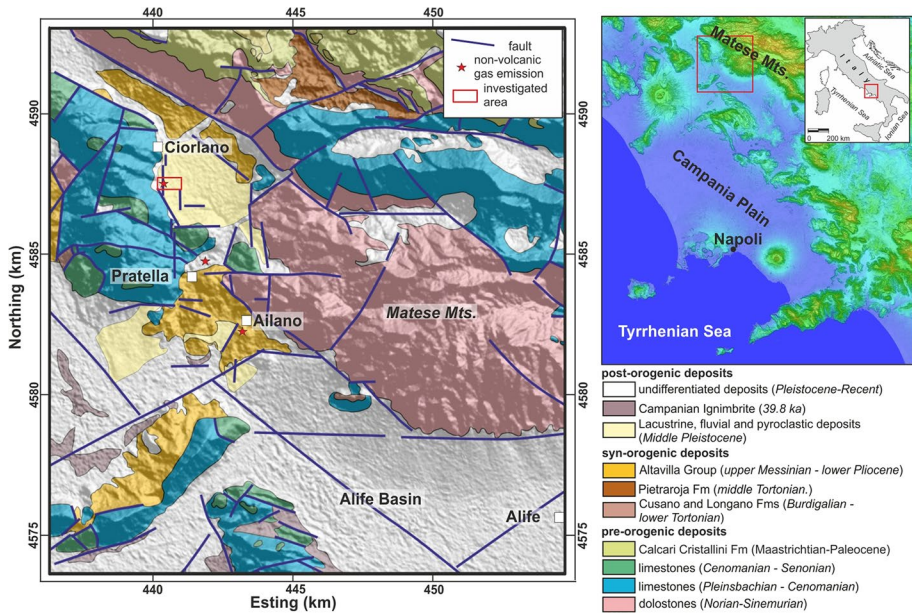 440
445
450
fault
non-volcanic
gas emission
investigated
area
4590
4585
4580
4575
Northing (km)
Ciorlano
Pratella
Ailano
Matese Mts.
Alife Basin
Alife
4590
4585
4580
4575
440
445
450
Esting (km)
Matese Mts.
Campania Plain
Napoli
Tyrrhenian Sea
Italy
Adriatic Sea
Tyrrhenian Sea
Ionian Sea
0
200 km
post-orogenic deposits
undifferentiated deposits (Pleistocene-Recent)
Campanian Ignimbrite (39.8 ka)
Lacustrine, fluvial and pyroclastic deposits
(Middle Pleistocene)
syn-orogenic deposits
Altavilla Group (upper Messinian - lower Pliocene)
Pietraroja Fm (middle Tortonian.)
Cusano and Longano Fms (Burdigalian -
lower Tortonian)
pre-orogenic deposits
Calcari Cristallini Fm (Maastrichtian-Paleocene)
limestones (Cenomanian - Senonian)
limestones (Pleinsbachian - Cenomanian)
dolostones (Norian-Sinemurian)